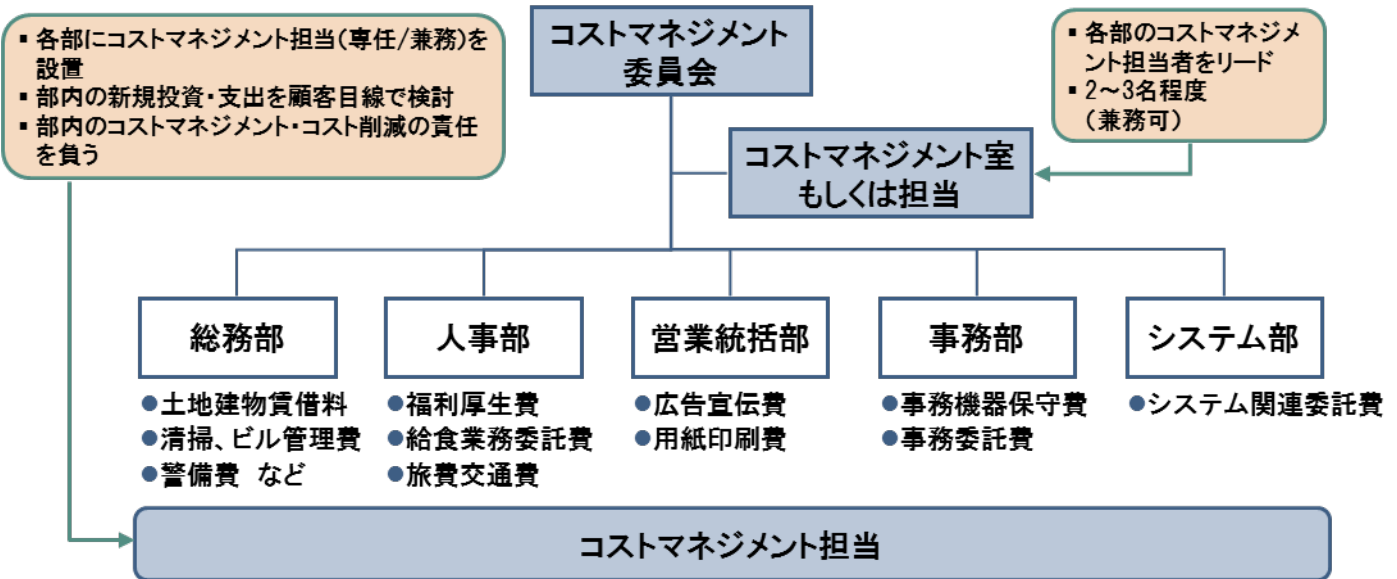 ▪ 各部にコストマネジメント担当(専任/兼務)を
設置
▪ 部内の新規投資・支出を顧客目線で検討
▪ 部内のコストマネジメント・コスト削減の責任
を負う
コストマネジメント
委員会
▪ 各部のコストマネジメ
ント担当者をリード
▪ 2～3名程度
（兼務可）
コストマネジメント室
もしくは担当
総務部
●土地建物賃借料
●清掃、ビル管理費
●警備費 など
人事部
●福利厚生費
●給食業務委託費
●旅費交通費
営業統括部
●広告宣伝費
●用紙印刷費
事務部
●事務機器保守費
●事務委託費
システム部
●システム関連委託費
コストマネジメント担当